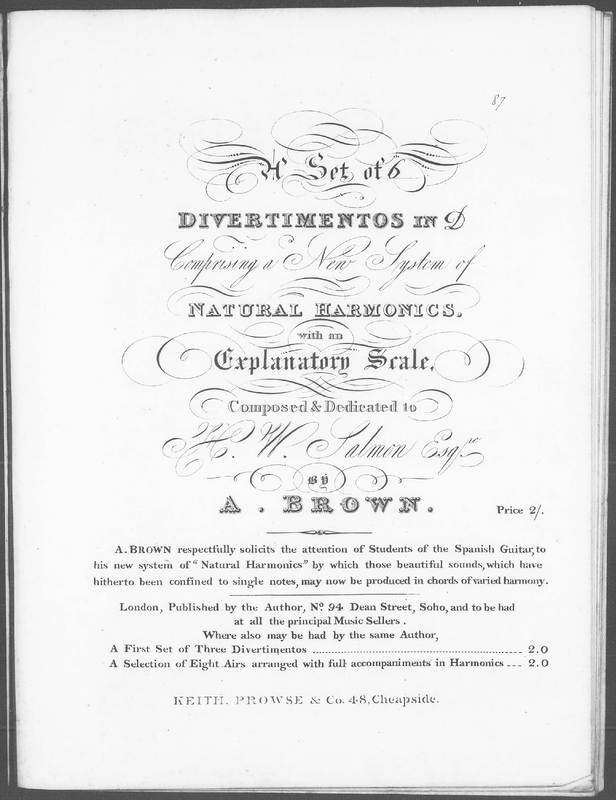 87
A Set of 6
DIVERTIMENTOS IN D
Comprising a New System of
NATURAL HARMONICS.
with an
Explanatory Scale,
Composed & Dedicated to
H. W. Salmon Esqre.
BY
A. BROWN.
Price 2/.
A. BROWN respectfully solicits the attention of Students of the Spanish Guitar, to
his new system of "Natural Harmonics" by which those beautiful sounds, which have
hitherto been confined to single notes, may now be produced in chords of varied harmony.
London, Published by the Author, No. 94 Dean Street, Soho, and to be had
at all the principal Music Sellers.
Where also may be had by the same Author,
A First Set of Three Divertimentos ........................ 2.0
A Selection of Eight Airs arranged with full accompaniments in Harmonics --- 2.0
KEITH, PROWSE & Co. 48, Cheapside.